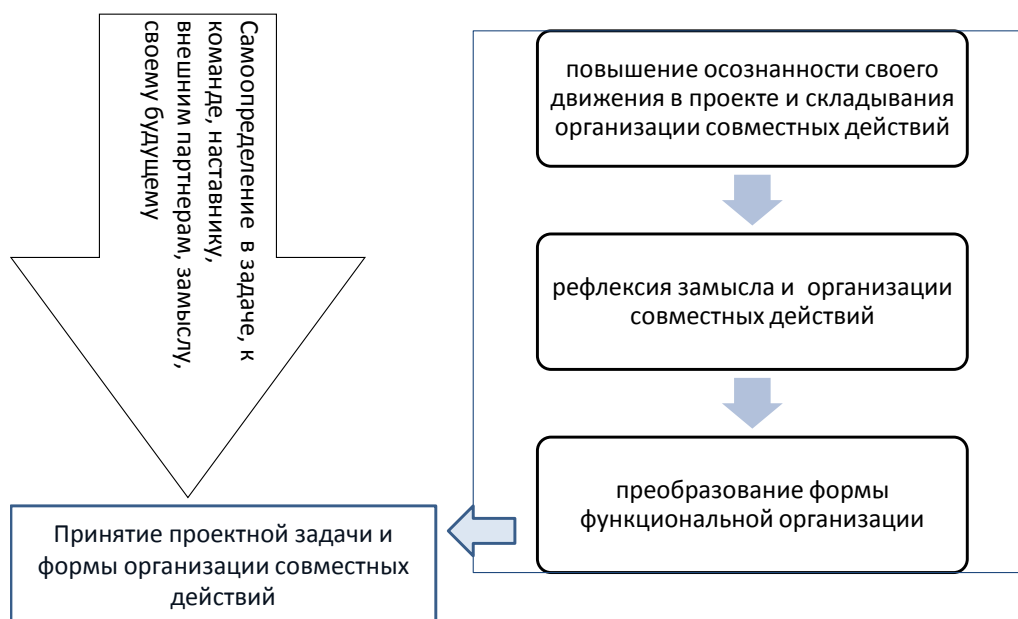 Самоопределение в задаче, к
команде, наставнику,
внешним партнерам, замыслу,
своему будущему
повышение осознанности своего
движения в проекте и складывания
организации совместных действий
рефлексия замысла и организации
совместных действий
преобразование формы
функциональной организации
Принятие проектной задачи и
формы организации совместных
действий